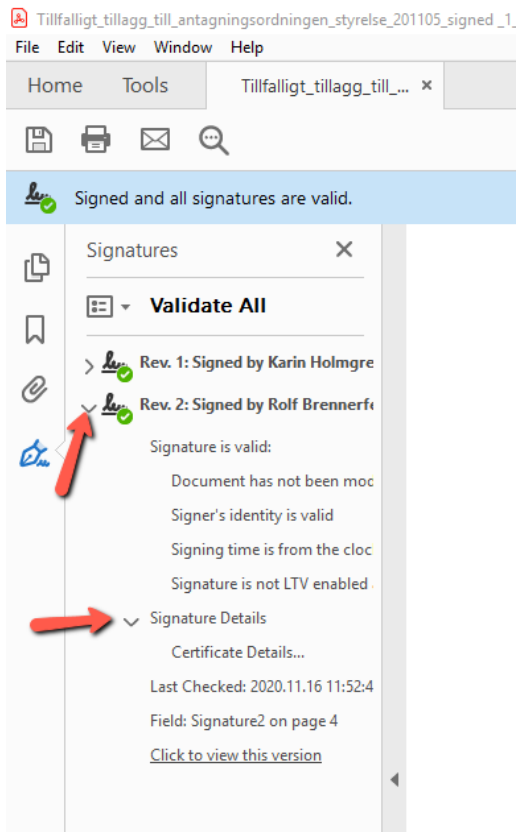 Tillfalligt_tillagg_till_antagningsordningen_styrelse_201105_signed _1_
File Edit View Window Help
Home Tools Tillfalligt_tillagg_till_... ×
Signed and all signatures are valid.
Signatures
Validate All
Rev. 1: Signed by Karin Holmgre
Rev. 2: Signed by Rolf Brennerfe
Signature is valid:
Document has not been mod
Signer's identity is valid
Signing time is from the cloc
Signature is not LTV enabled
Signature Details
Certificate Details...
Last Checked: 2020.11.16 11:52:4
Field: Signature2 on page 4
Click to view this version